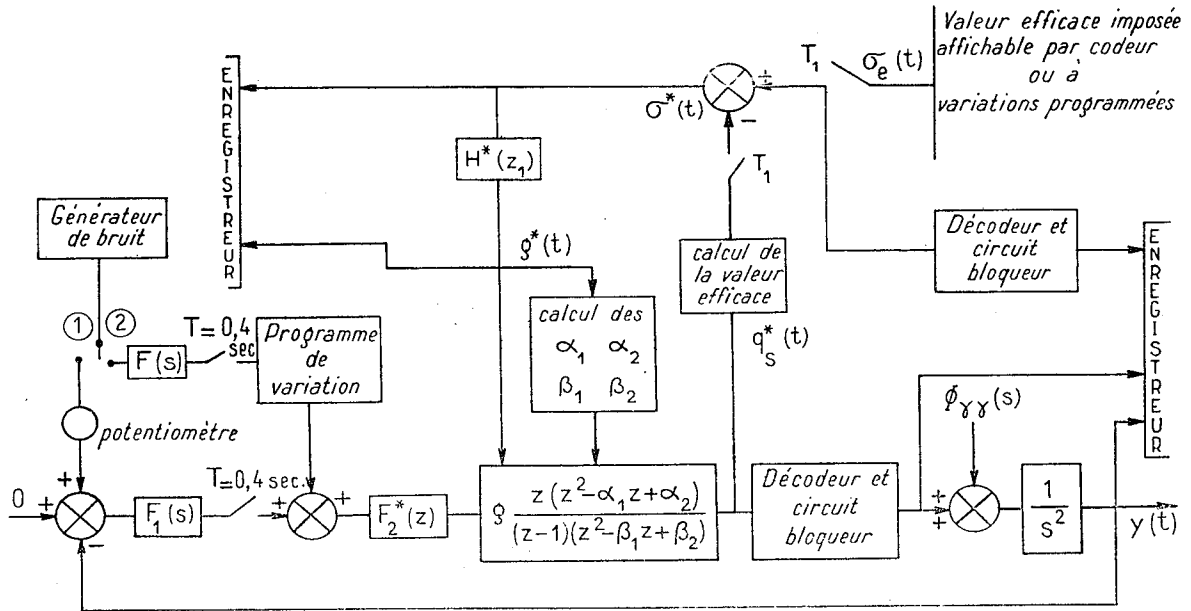 Valeur efficace imposée
affichable par codeur
ou à
variations programmées
T₁
σₑ(t)
÷
σ*(t)
−
T₁
ENREGISTREUR
H*(z₁)
ρ*(t)
Générateur
de bruit
① ②
T=0,4
sec
F(s)
Programme
de
variation
calcul des
α₁ α₂
β₁ β₂
calcul de
la valeur
efficace
q*ₛ(t)
Décodeur et
circuit
bloqueur
ENREGISTREUR
potentiomètre
ϕγγ(s)
0
+
+
−
F₁(s)
T=0,4 sec.
+
+
F₂*(z)
ρ z(z²-α₁z+α₂)
(z-1)(z²-β₁z+β₂)
Décodeur et
circuit
bloqueur
+
+
1
s²
y(t)